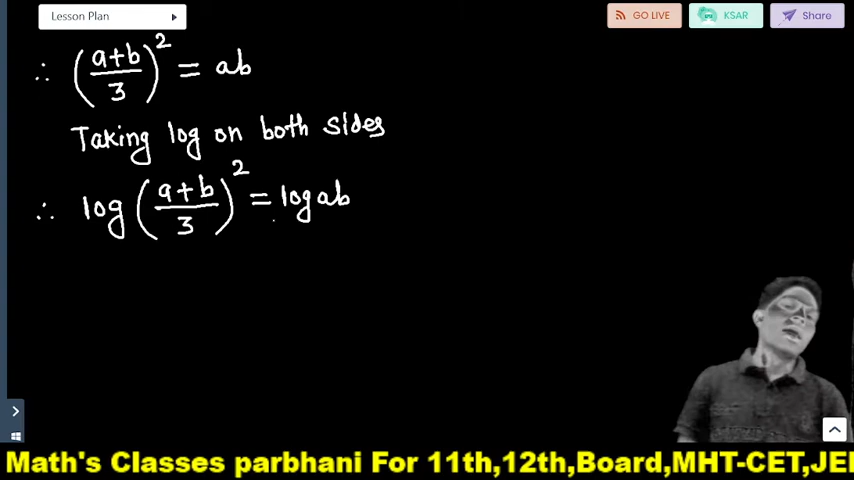 Lesson Plan
GO LIVE
KSAR
Share
∴ ((a+b)/3)² = ab
Taking log on both sides
∴ log((a+b)/3)² = log ab
Math's Classes parbhani For 11th,12th,Board,MHT-CET,JEE